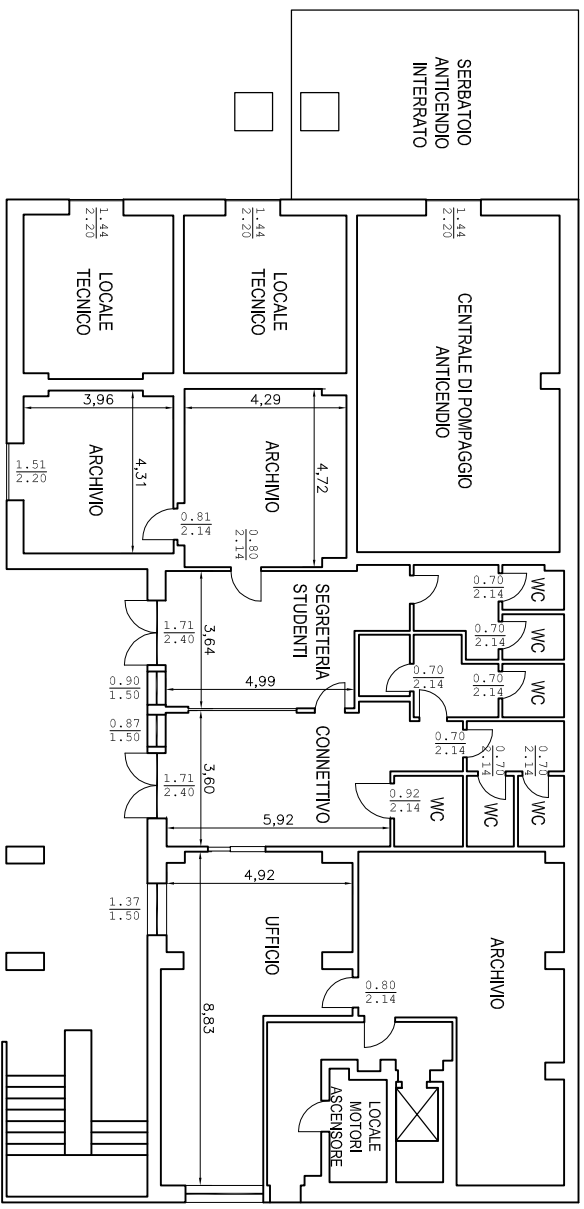 SERBATOIO
ANTICENDIO
INTERRATO
1.44
2.20
1.44
2.20
1.44
2.20
CENTRALE DI POMPAGGIO
ANTICENDIO
LOCALE
TECNICO
LOCALE
TECNICO
3,96
4,31
ARCHIVIO
1.51
2.20
4,29
4,72
ARCHIVIO
0.81
2.14
0.80
2.14
SEGRETERIA
STUDENTI
3,64
4,99
1.71
2.40
0.90
1.50
0.87
1.50
1.71
2.40
CONNETTIVO
3,60
5,92
WC
0.70
2.14
WC
0.70
2.14
WC
0.70
2.14
0.70
2.14
0.70
2.14
0.70
2.14
0.70
2.14
WC
WC
WC
0.92
2.14
4,92
UFFICIO
8,83
1.37
1.50
0.80
2.14
ARCHIVIO
LOCALE
MOTORI
ASCENSORE